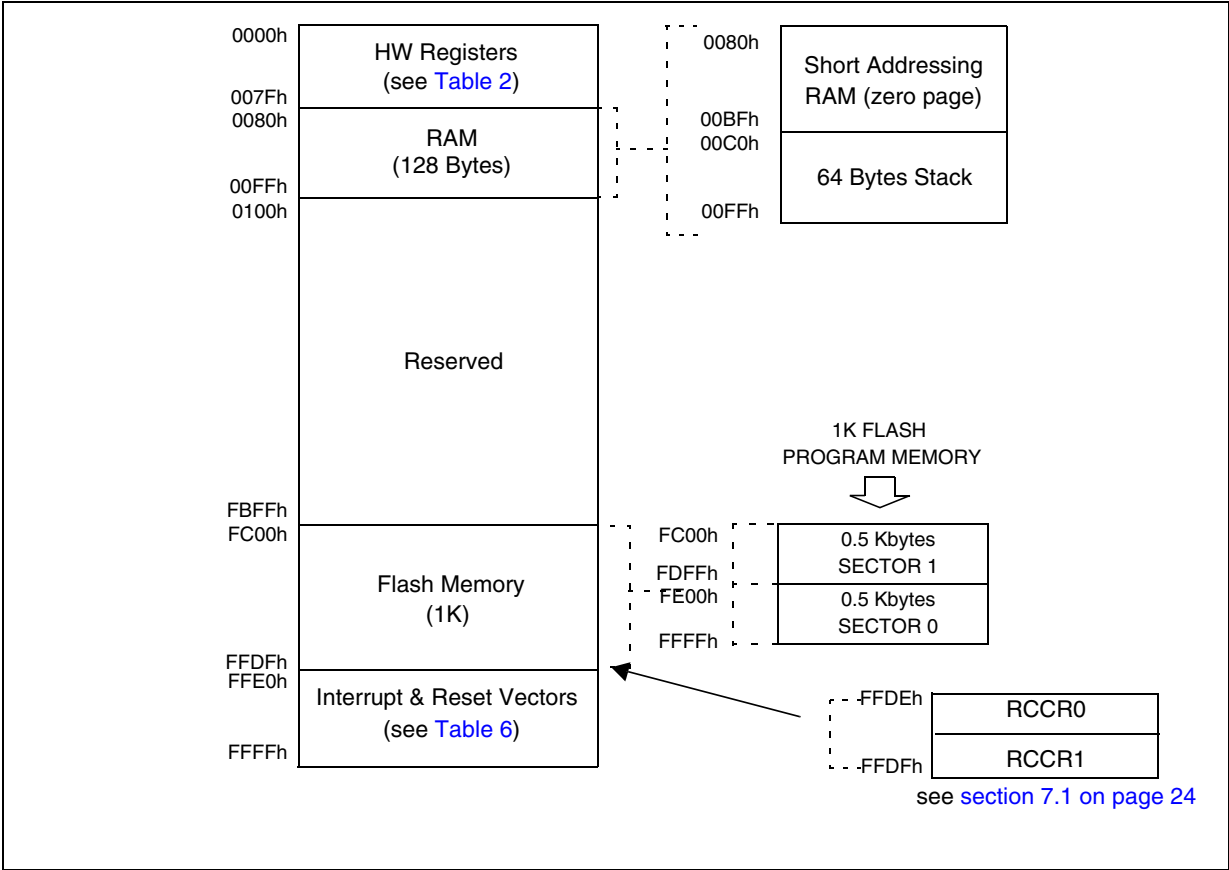 0000h
HW Registers
(see Table 2)
007Fh
0080h
RAM
(128 Bytes)
00FFh
0100h
Reserved
FBFFh
FC00h
Flash Memory
(1K)
FFDFh
FFE0h
Interrupt & Reset Vectors
(see Table 6)
FFFFh
0080h
Short Addressing
RAM (zero page)
00BFh
00C0h
64 Bytes Stack
00FFh
1K FLASH
PROGRAM MEMORY
FC00h
0.5 Kbytes
SECTOR 1
FDFFh
FE00h
0.5 Kbytes
SECTOR 0
FFFFh
FFDEh
RCCR0
RCCR1
FFDFh
see section 7.1 on page 24